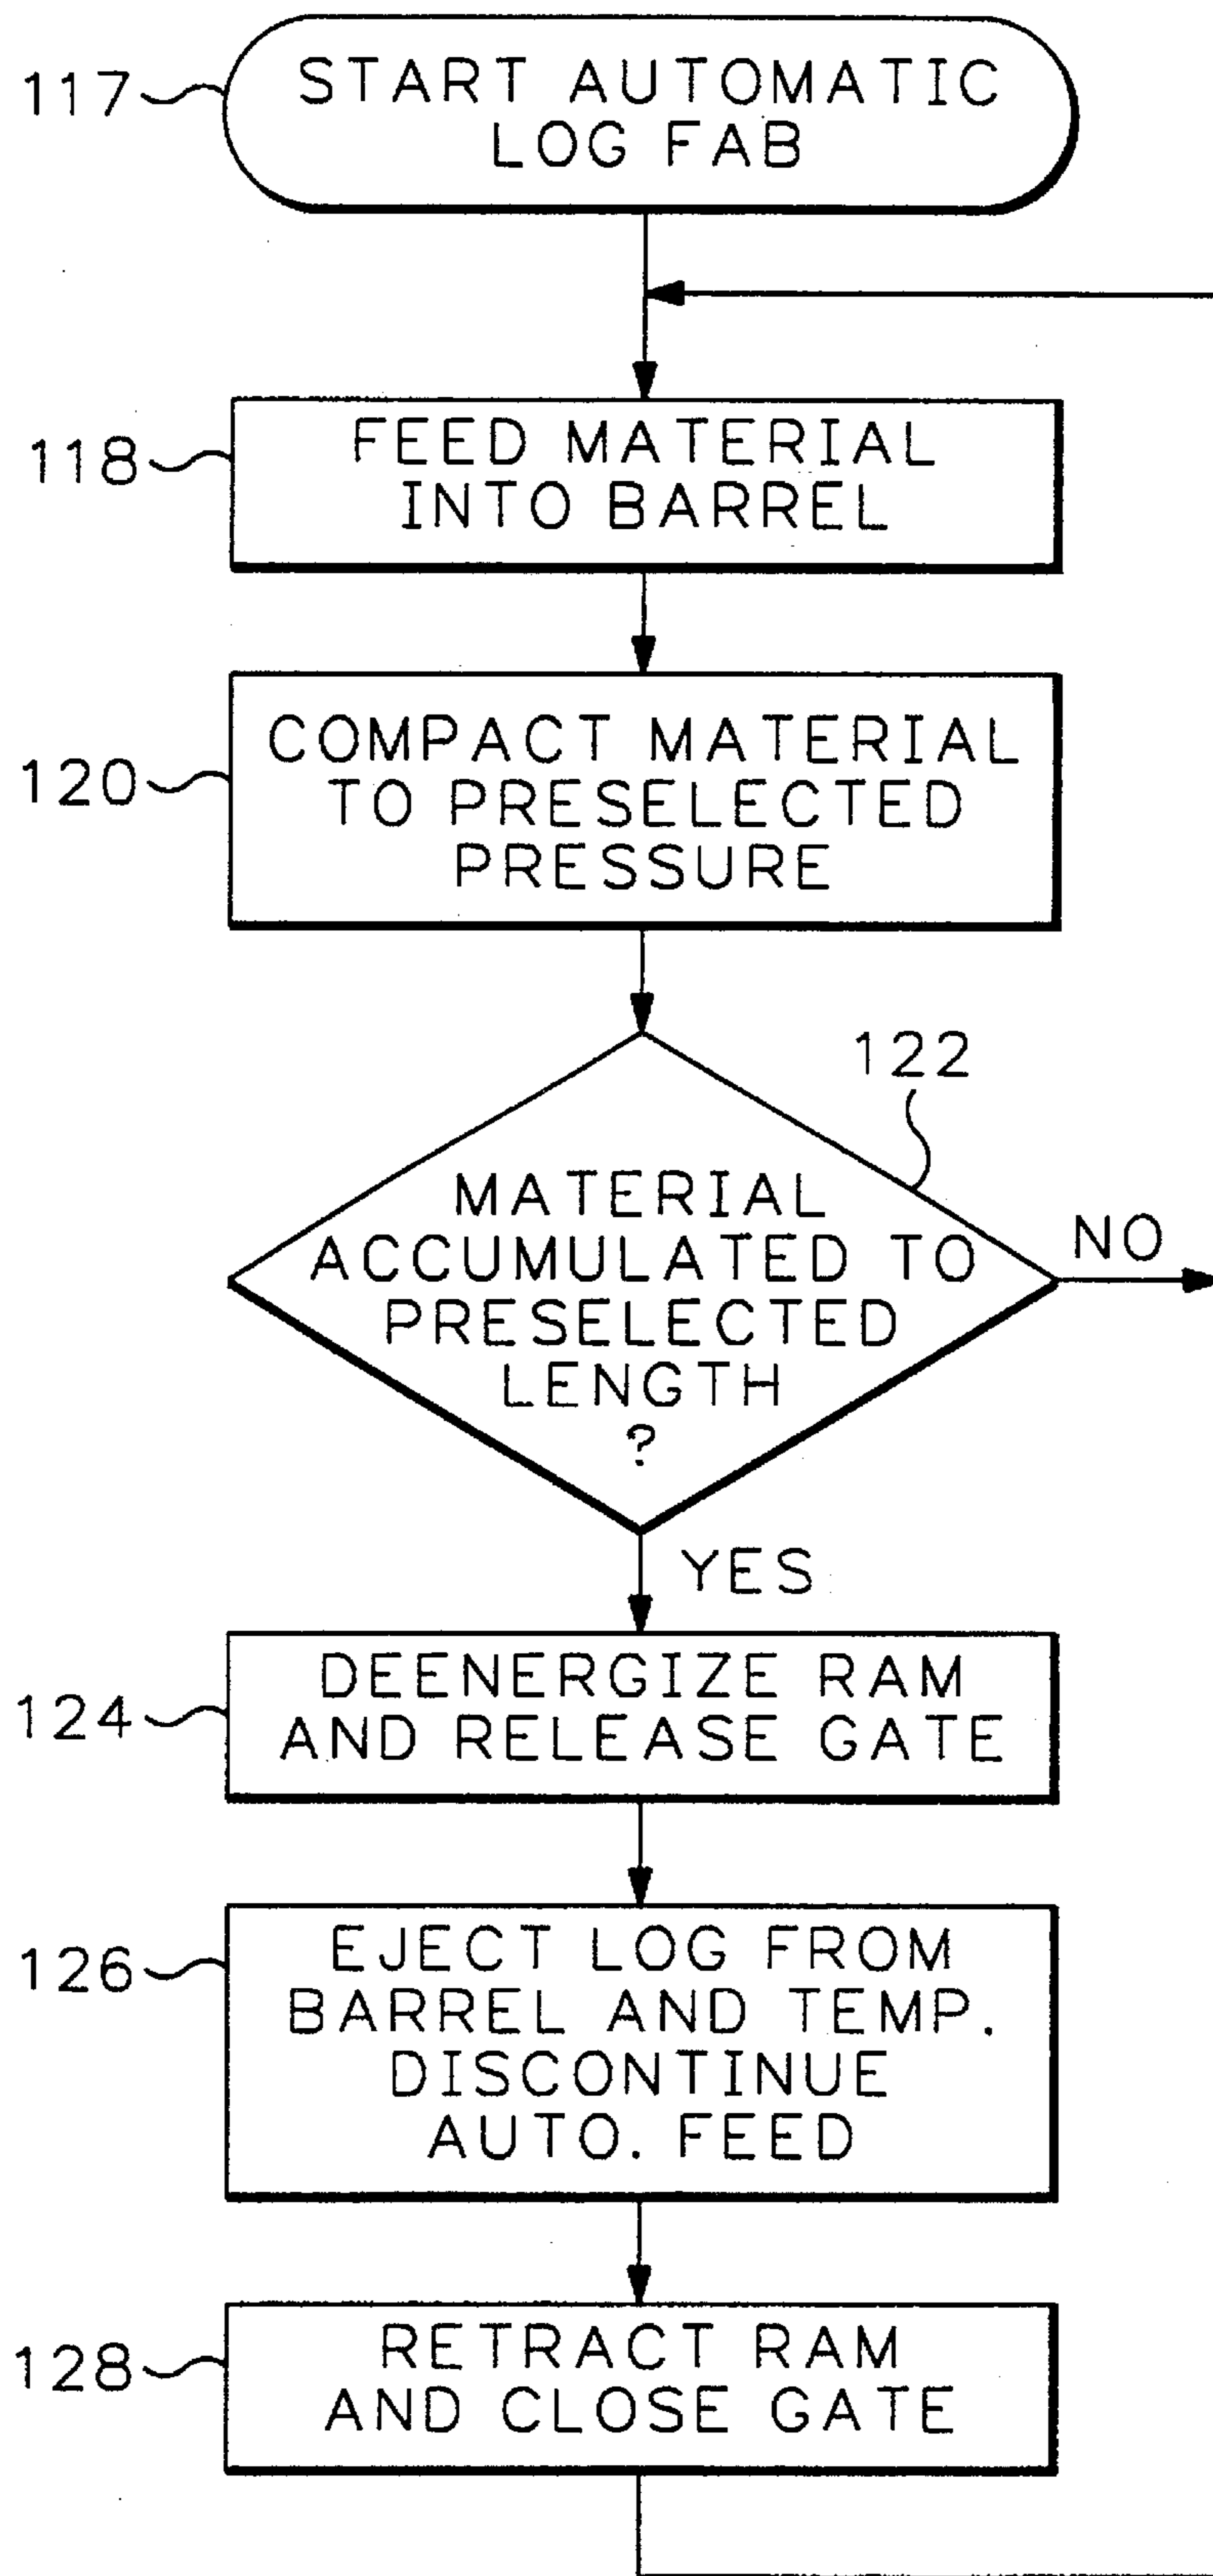 117
START AUTOMATIC
LOG FAB
118
FEED MATERIAL
INTO BARREL
120
COMPACT MATERIAL
TO PRESELECTED
PRESSURE
122
MATERIAL
ACCUMULATED TO
PRESELECTED
LENGTH
?
NO
YES
124
DEENERGIZE RAM
AND RELEASE GATE
126
EJECT LOG FROM
BARREL AND TEMP.
DISCONTINUE
AUTO. FEED
128
RETRACT RAM
AND CLOSE GATE